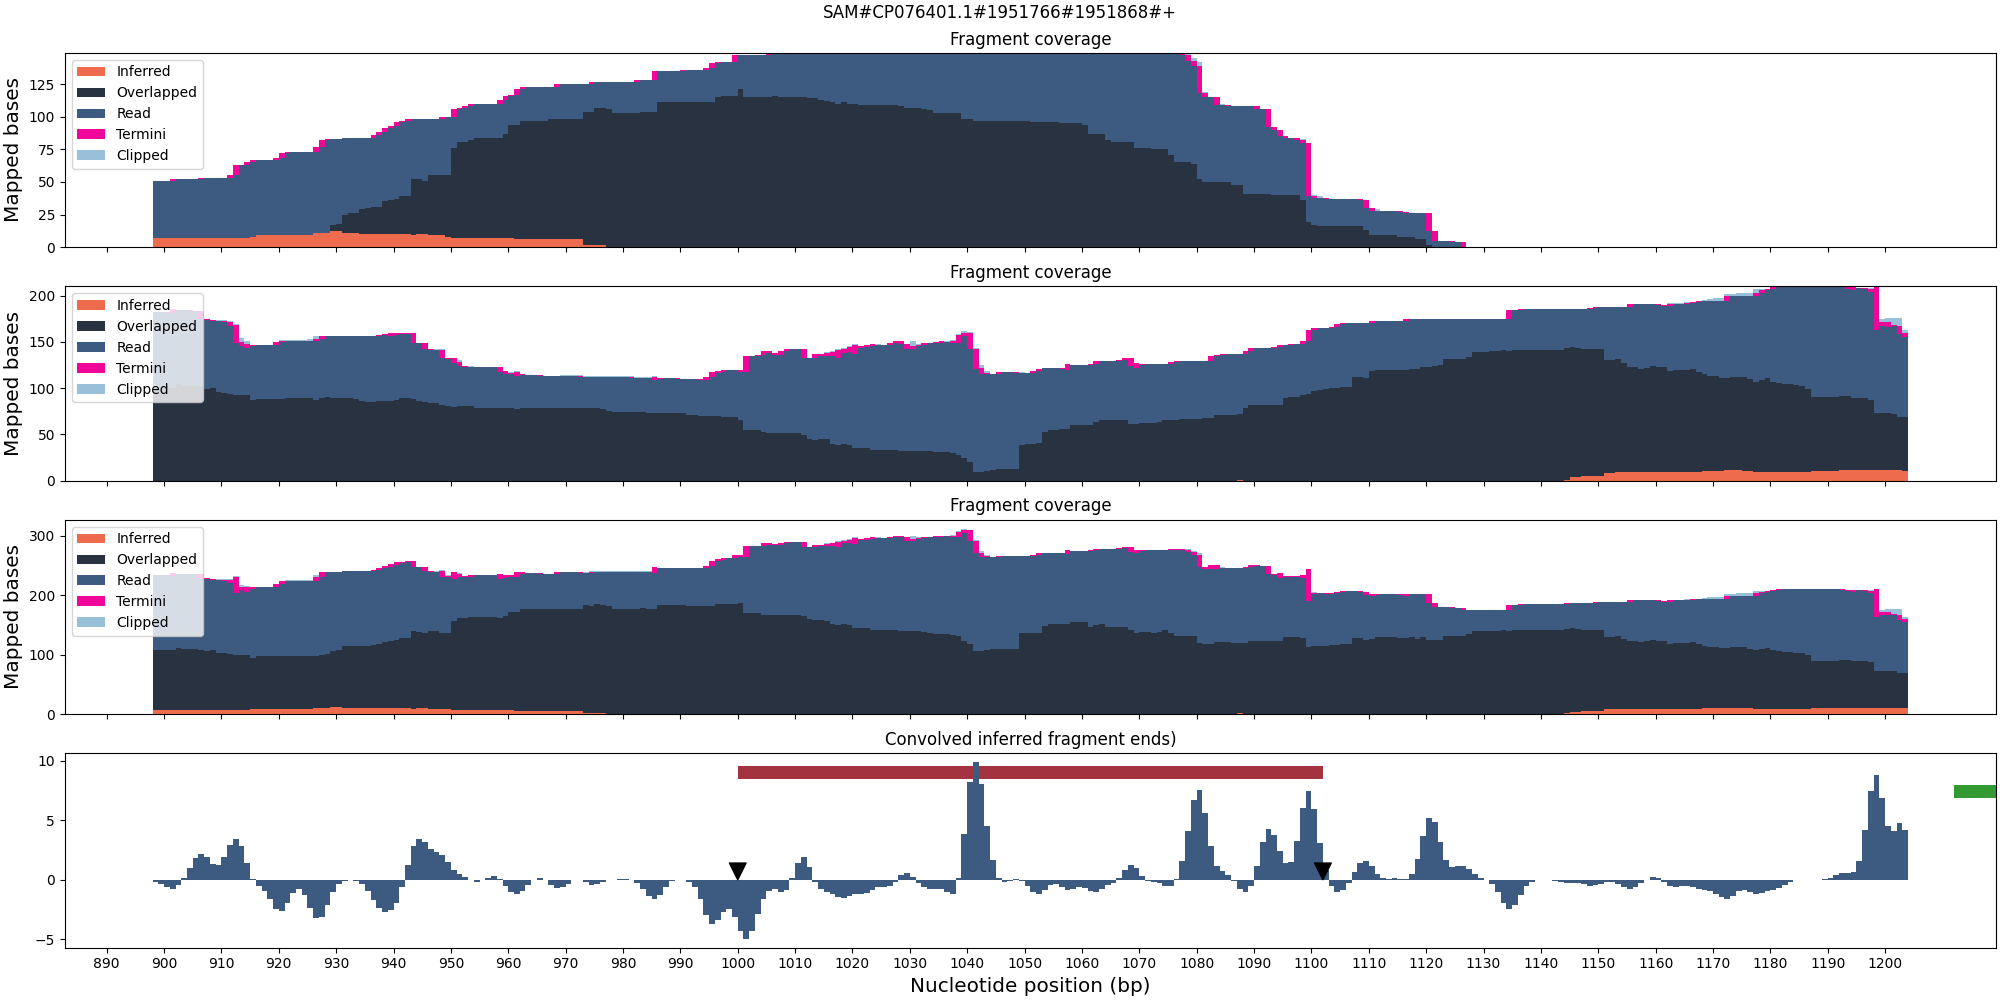 SAM#CP076401.1#1951766#1951868#+
Fragment coverage
Mapped bases
125
100
75
50
25
0
Inferred
Overlapped
Read
Termini
Clipped
Fragment coverage
Mapped bases
200
150
100
50
0
Inferred
Overlapped
Read
Termini
Clipped
Fragment coverage
Mapped bases
300
200
100
0
Inferred
Overlapped
Read
Termini
Clipped
Convolved inferred fragment ends)
10
5
0
−5
890 900 910 920 930 940 950 960 970 980 990 1000 1010 1020 1030 1040 1050 1060 1070 1080 1090 1100 1110 1120 1130 1140 1150 1160 1170 1180 1190 1200
Nucleotide position (bp)